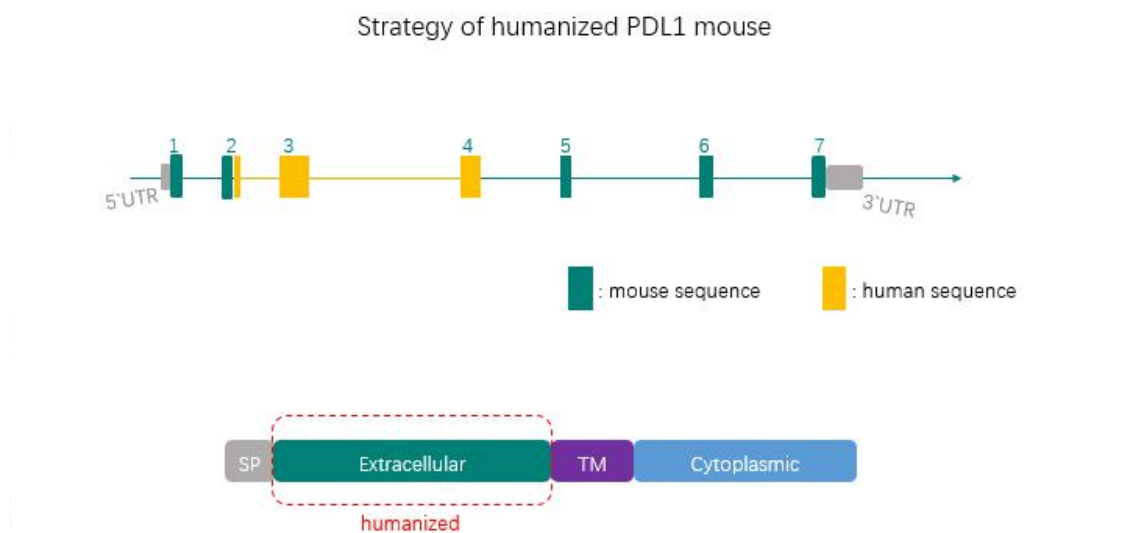 Strategy of humanized PDL1 mouse
1 2 3 4 5 6 7
5`UTR
3`UTR
: mouse sequence : human sequence
SP Extracellular TM Cytoplasmic
humanized